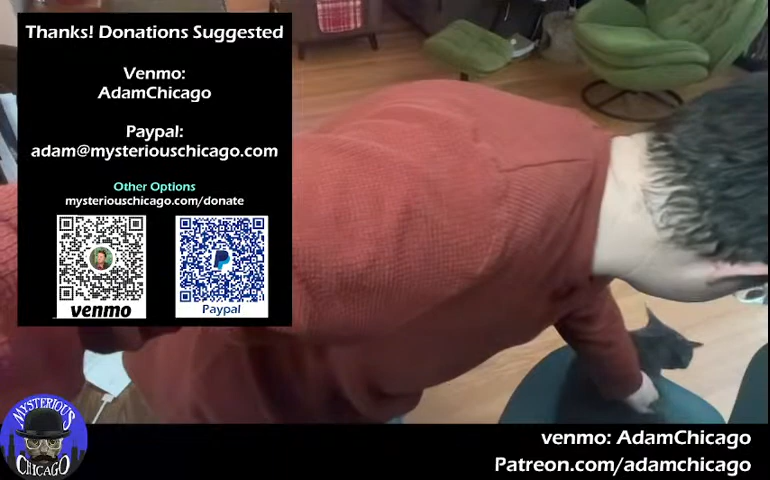 Thanks! Donations Suggested
Venmo:
AdamChicago
Paypal:
adam@mysteriouschicago.com
Other Options
mysteriouschicago.com/donate
venmo
Paypal
MYSTERIOUS
CHICAGO
venmo: AdamChicago
Patreon.com/adamchicago